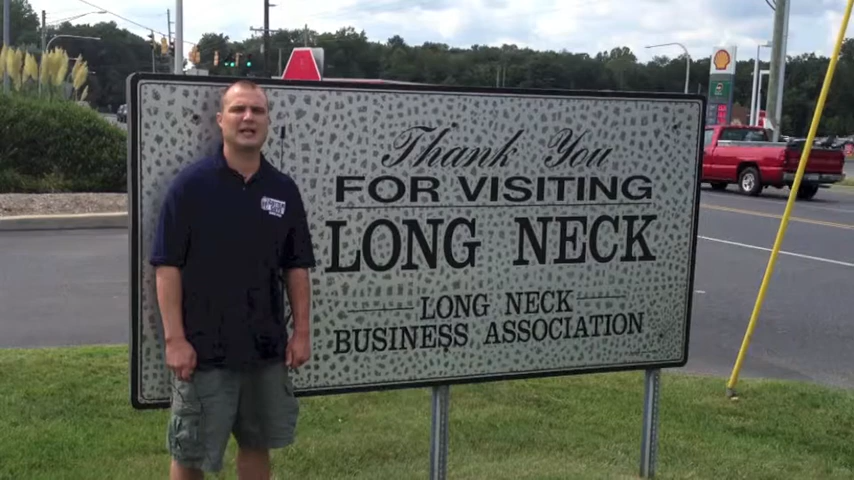 Thank You
FOR VISITING
LONG NECK
LONG NECK
BUSINESS ASSOCIATION